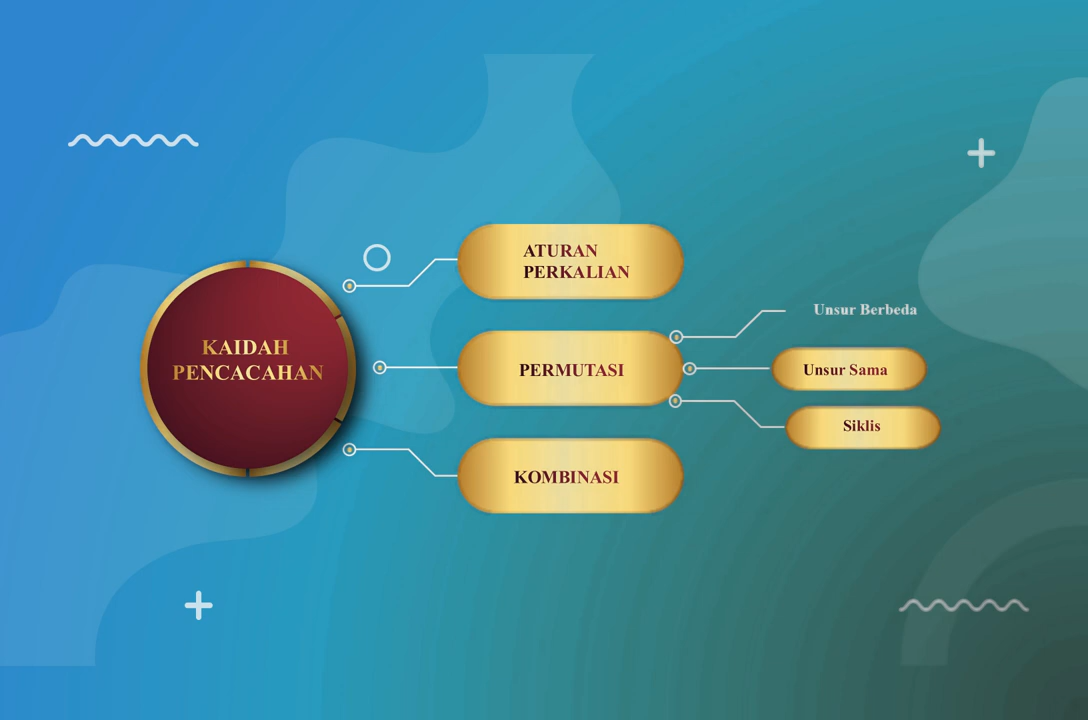 KAIDAH
PENCACAHAN
ATURAN
PERKALIAN
PERMUTASI
KOMBINASI
Unsur Berbeda
Unsur Sama
Siklis